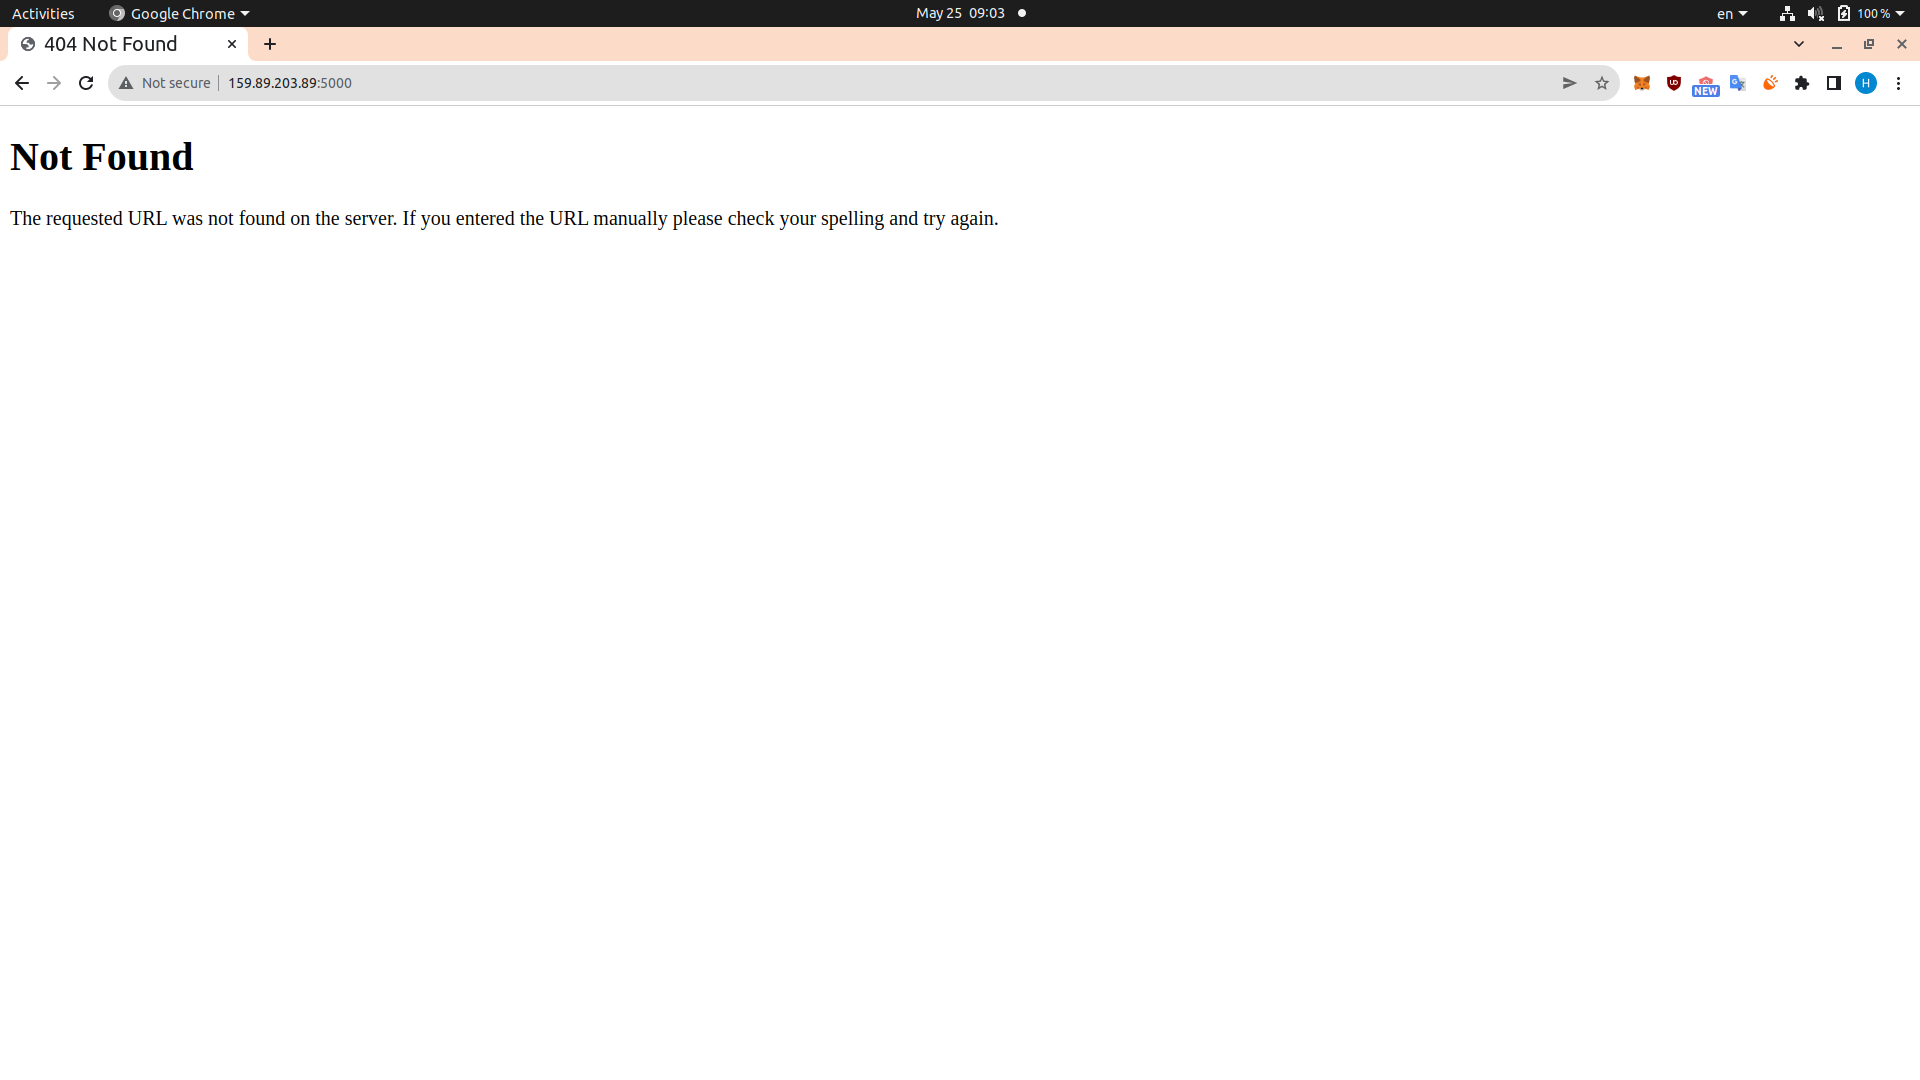 Activities Google Chrome May 25 09:03 en 100 %
404 Not Found
Not secure 159.89.203.89:5000 UD NEW G H
Not Found
The requested URL was not found on the server. If you entered the URL manually please check your spelling and try again.